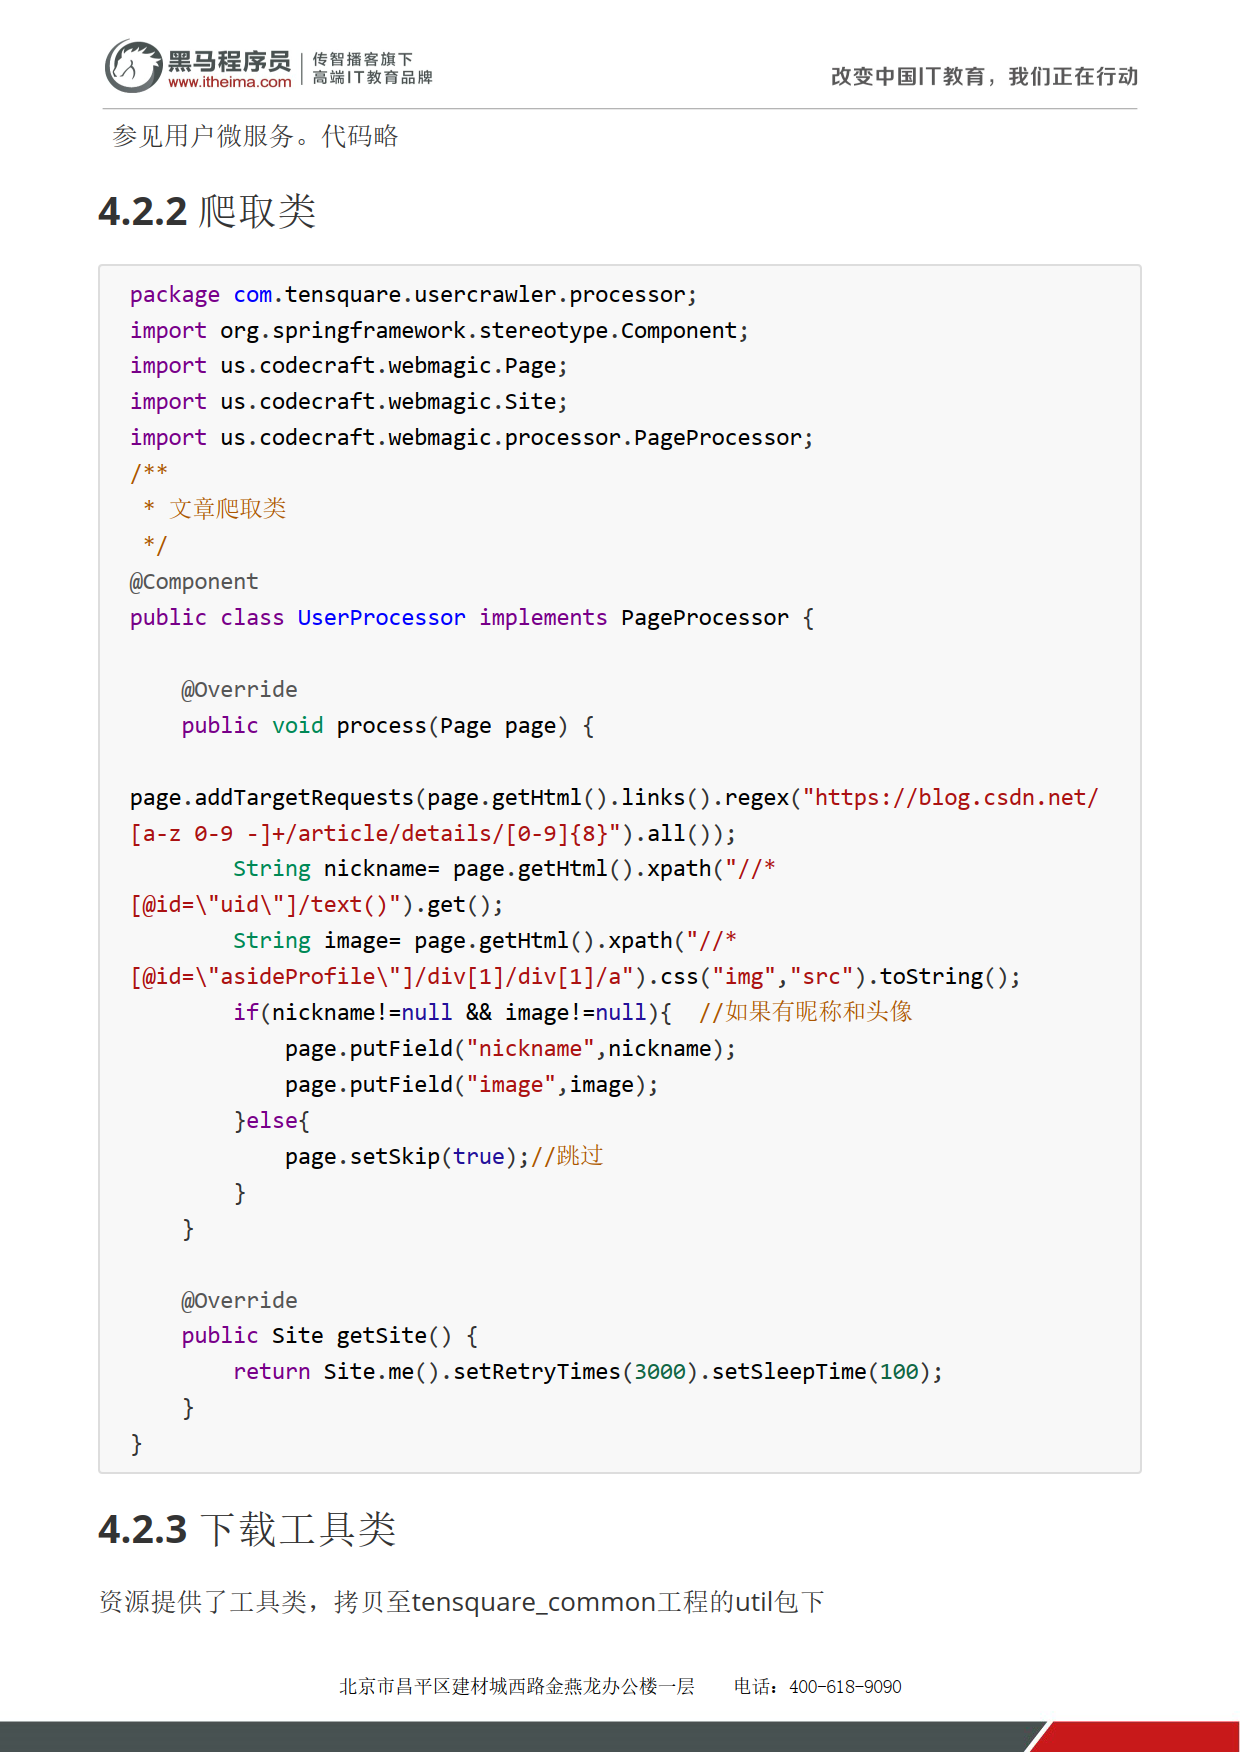 黑马程序员
www.itheima.com
传智播客旗下
高端IT教育品牌
改变中国IT教育，我们正在行动
参见用户微服务。代码略
4.2.2 爬取类
package com.tensquare.usercrawler.processor;
import org.springframework.stereotype.Component;
import us.codecraft.webmagic.Page;
import us.codecraft.webmagic.Site;
import us.codecraft.webmagic.processor.PageProcessor;
/**
 * 文章爬取类
 */
@Component
public class UserProcessor implements PageProcessor {
    @Override
    public void process(Page page) {
page.addTargetRequests(page.getHtml().links().regex("https://blog.csdn.net/
[a-z 0-9 -]+/article/details/[0-9]{8}").all());
        String nickname= page.getHtml().xpath("//*
[@id=\"uid\"]/text()").get();
        String image= page.getHtml().xpath("//*
[@id=\"asideProfile\"]/div[1]/div[1]/a").css("img","src").toString();
        if(nickname!=null && image!=null){  //如果有昵称和头像
            page.putField("nickname",nickname);
            page.putField("image",image);
        }else{
            page.setSkip(true);//跳过
        }
    }
    @Override
    public Site getSite() {
        return Site.me().setRetryTimes(3000).setSleepTime(100);
    }
}
4.2.3 下载工具类
资源提供了工具类，拷贝至tensquare_common工程的util包下
北京市昌平区建材城西路金燕龙办公楼一层 电话：400-618-9090